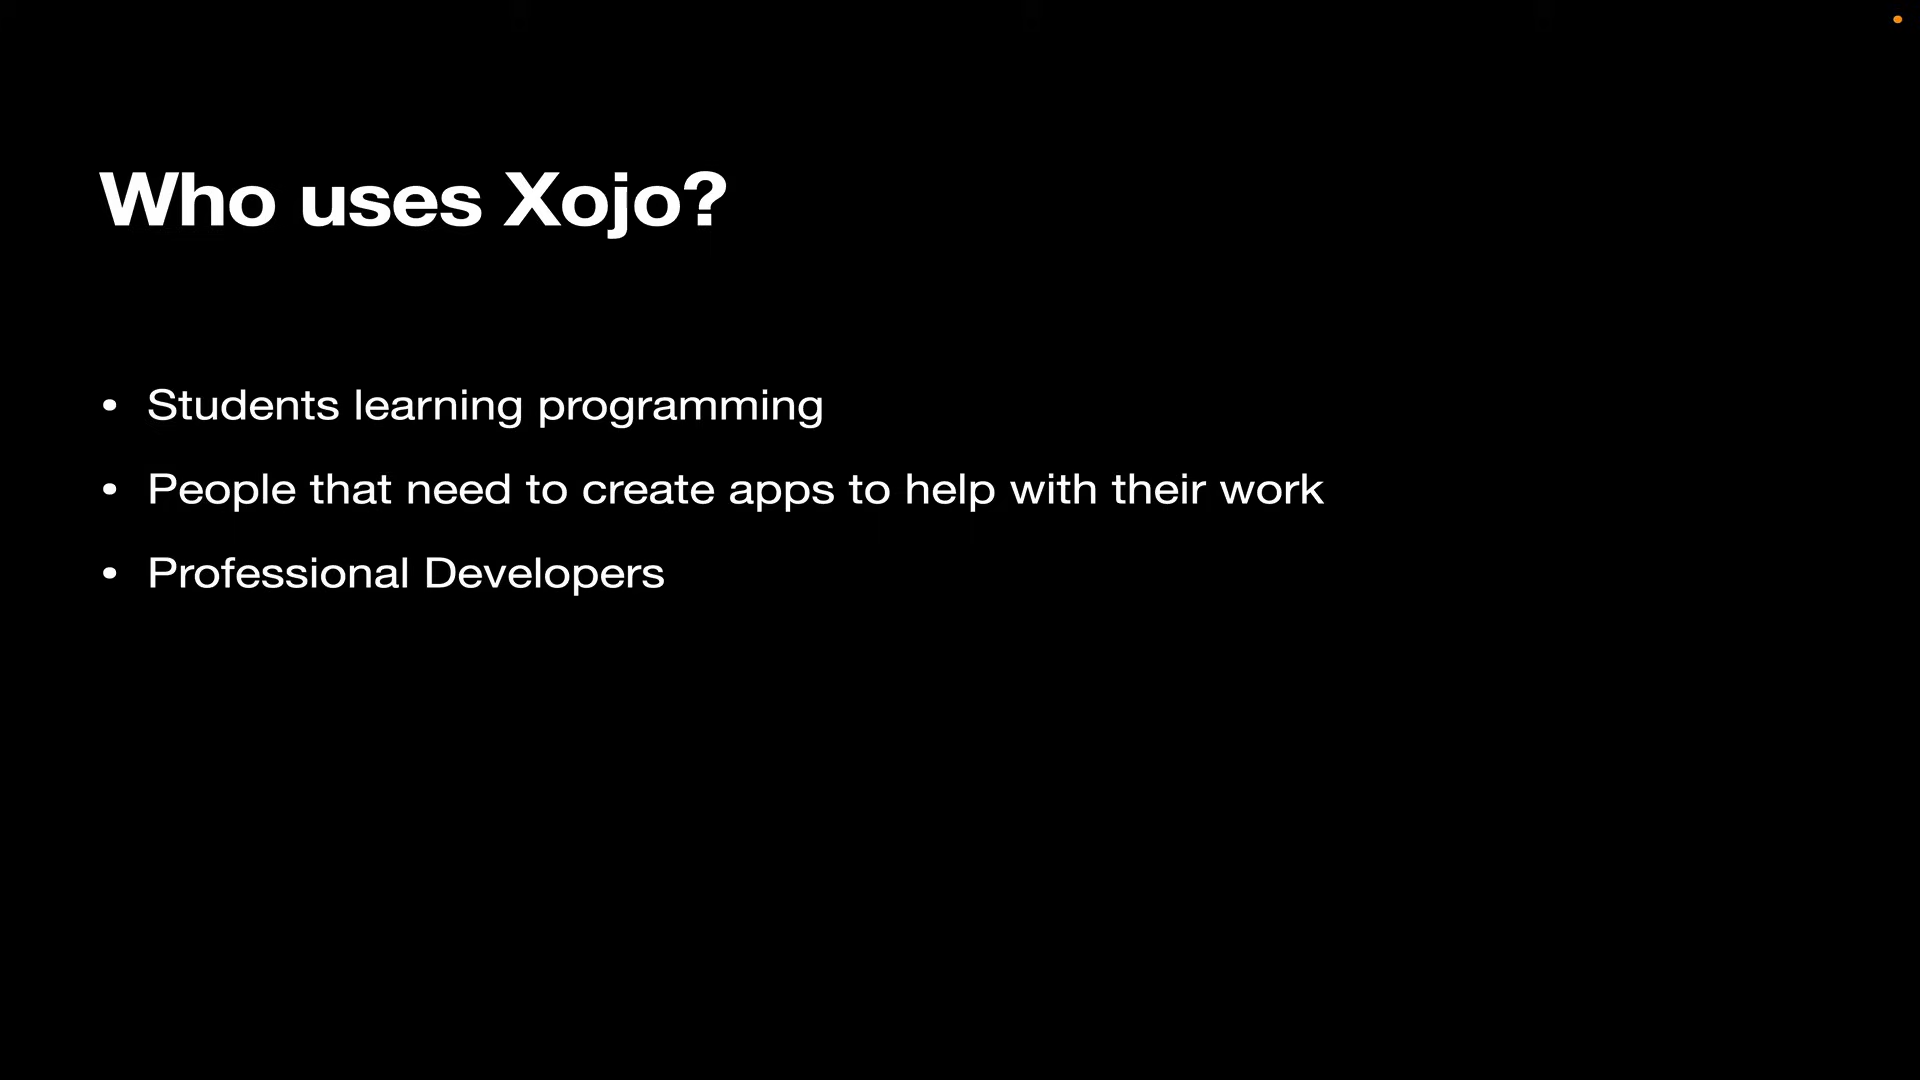 Who uses Xojo?
• Students learning programming
• People that need to create apps to help with their work
• Professional Developers